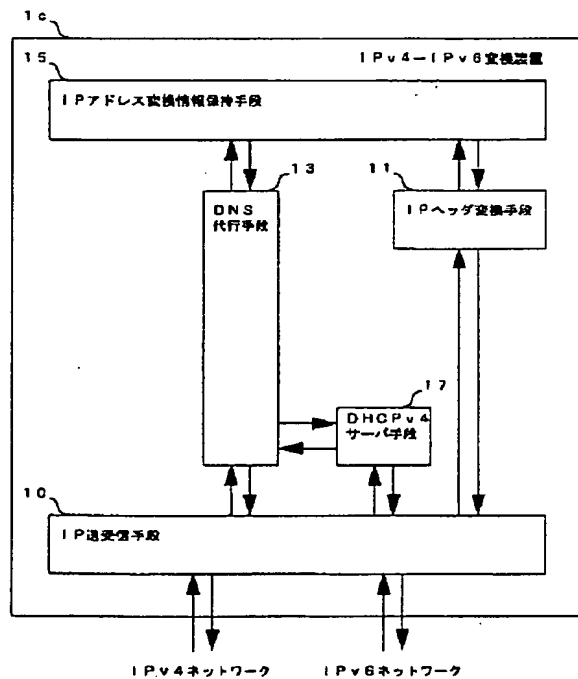 1c
IPv4－IPv6変換装置
15
IPアドレス変換情報保持手段
13
11
DNS
代行手段
IPヘッダ変換手段
17
DHCPv4
サーバ手段
10
IP送受信手段
IPv4ネットワーク
IPv6ネットワーク